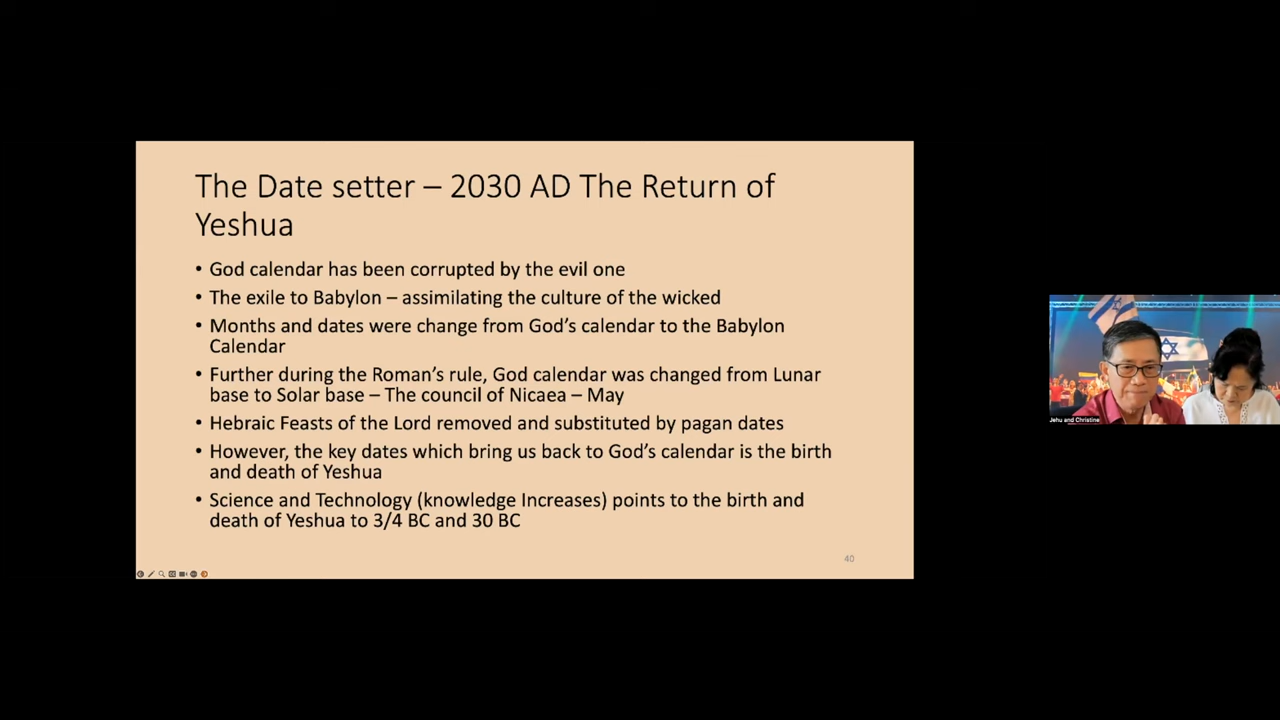 The Date setter – 2030 AD The Return of
Yeshua
• God calendar has been corrupted by the evil one
• The exile to Babylon – assimilating the culture of the wicked
• Months and dates were change from God’s calendar to the Babylon
Calendar
• Further during the Roman’s rule, God calendar was changed from Lunar
base to Solar base – The council of Nicaea – May
• Hebraic Feasts of the Lord removed and substituted by pagan dates
• However, the key dates which bring us back to God’s calendar is the birth
and death of Yeshua
• Science and Technology (knowledge Increases) points to the birth and
death of Yeshua to 3/4 BC and 30 BC
40
Jehu and Christine